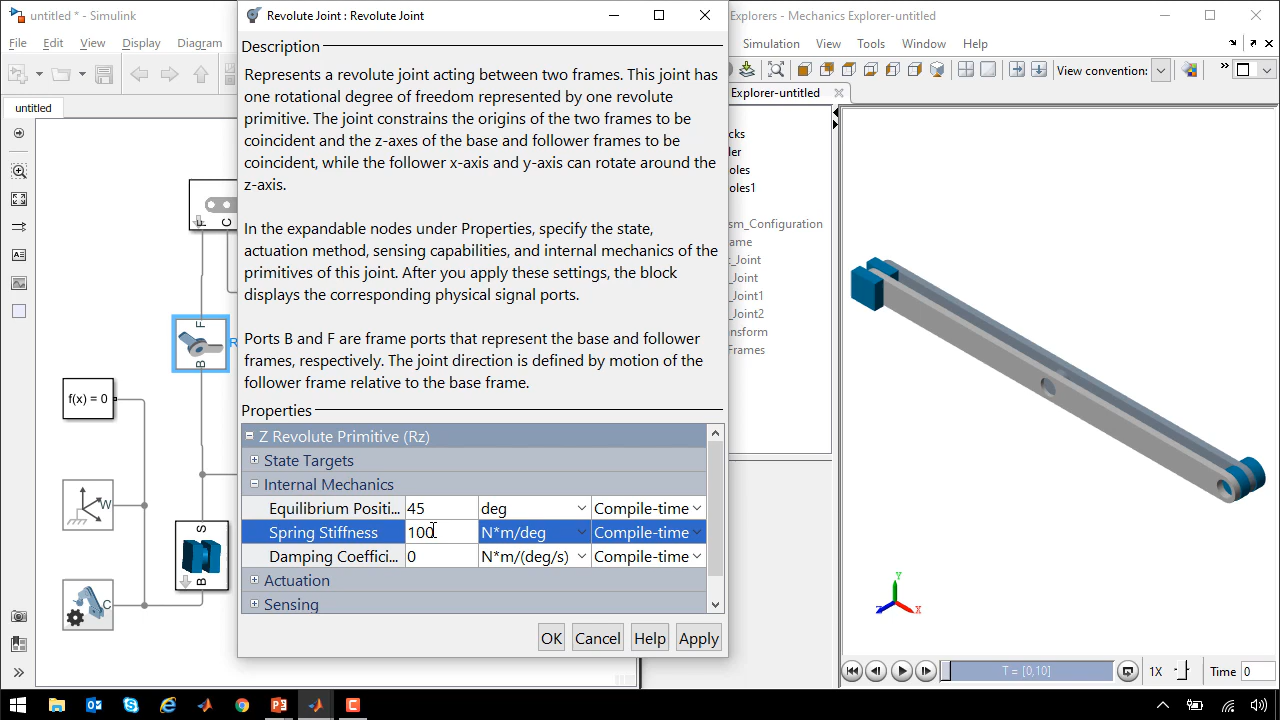 untitled * - Simulink
File Edit View Display Diagram
untitled
F
C
F
B
R
f(x) = 0
W
S
B
C
Revolute Joint : Revolute Joint
Description
Represents a revolute joint acting between two frames. This joint has
one rotational degree of freedom represented by one revolute
primitive. The joint constrains the origins of the two frames to be
coincident and the z-axes of the base and follower frames to be
coincident, while the follower x-axis and y-axis can rotate around the
z-axis.
In the expandable nodes under Properties, specify the state,
actuation method, sensing capabilities, and internal mechanics of the
primitives of this joint. After you apply these settings, the block
displays the corresponding physical signal ports.
Ports B and F are frame ports that represent the base and follower
frames, respectively. The joint direction is defined by motion of the
follower frame relative to the base frame.
Properties
Z Revolute Primitive (Rz)
State Targets
Internal Mechanics
Equilibrium Positi... 45 deg Compile-time
Spring Stiffness 100 N*m/deg Compile-time
Damping Coeffici... 0 N*m/(deg/s) Compile-time
Actuation
Sensing
OK Cancel Help Apply
Explorers - Mechanics Explorer-untitled
Simulation View Tools Window Help
View convention:
Explorer-untitled
cks
ler
oles
oles1
sm_Configuration
rame
_Joint
Joint
Joint1
Joint2
ansform
Frames
Y
Z
X
T = [0,10]
1X
Time 0